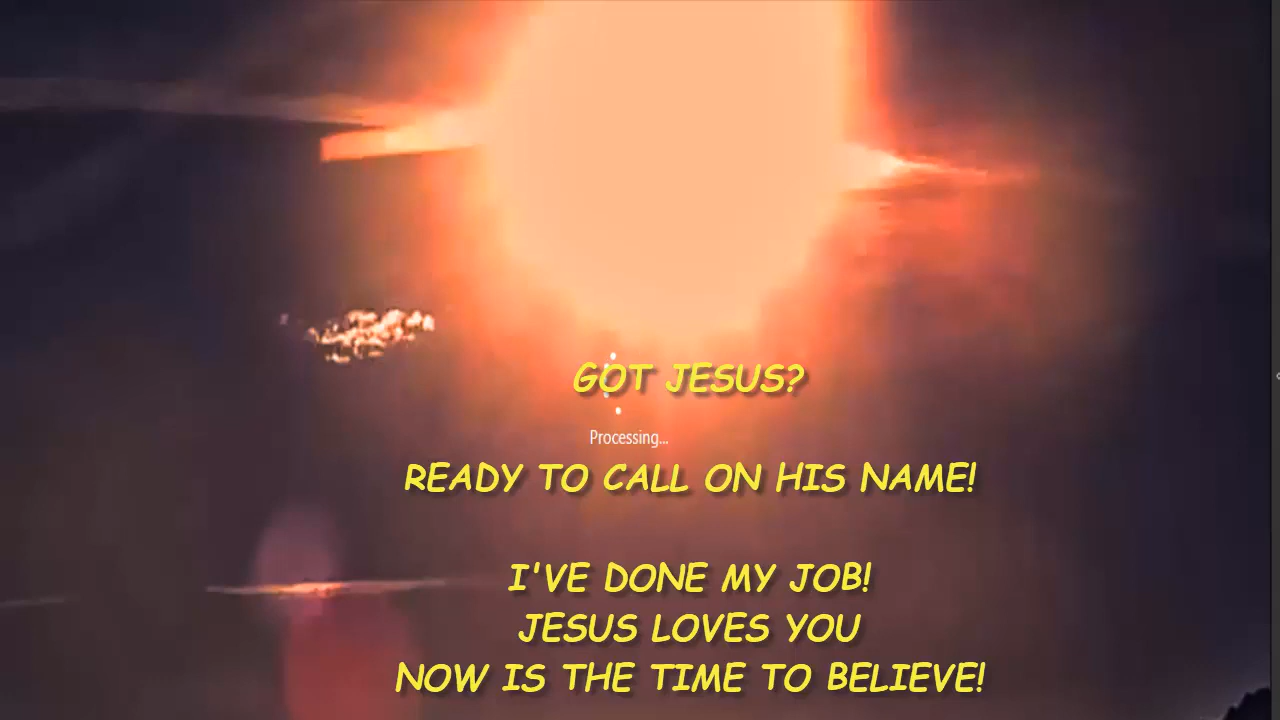 GOT JESUS?
Processing...
READY TO CALL ON HIS NAME!
I'VE DONE MY JOB!
JESUS LOVES YOU
NOW IS THE TIME TO BELIEVE!